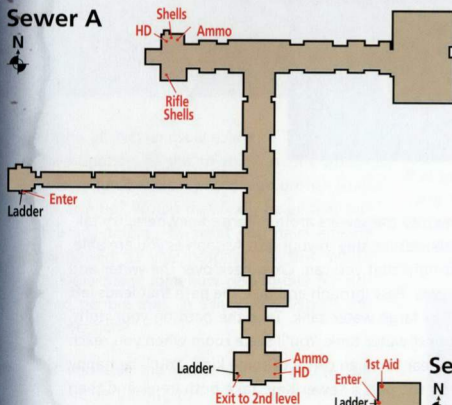 Sewer A
N
Shells
HD
Ammo
Rifle
Shells
Enter
Ladder
Ladder
Ammo
HD
Exit to 2nd level
1st Aid
Enter
Ladder
Se
N